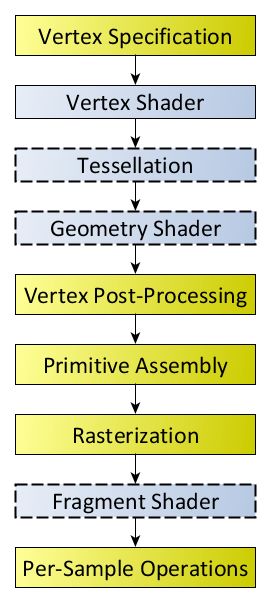 Vertex Specification
Vertex Shader
Tessellation
Geometry Shader
Vertex Post-Processing
Primitive Assembly
Rasterization
Fragment Shader
Per-Sample Operations